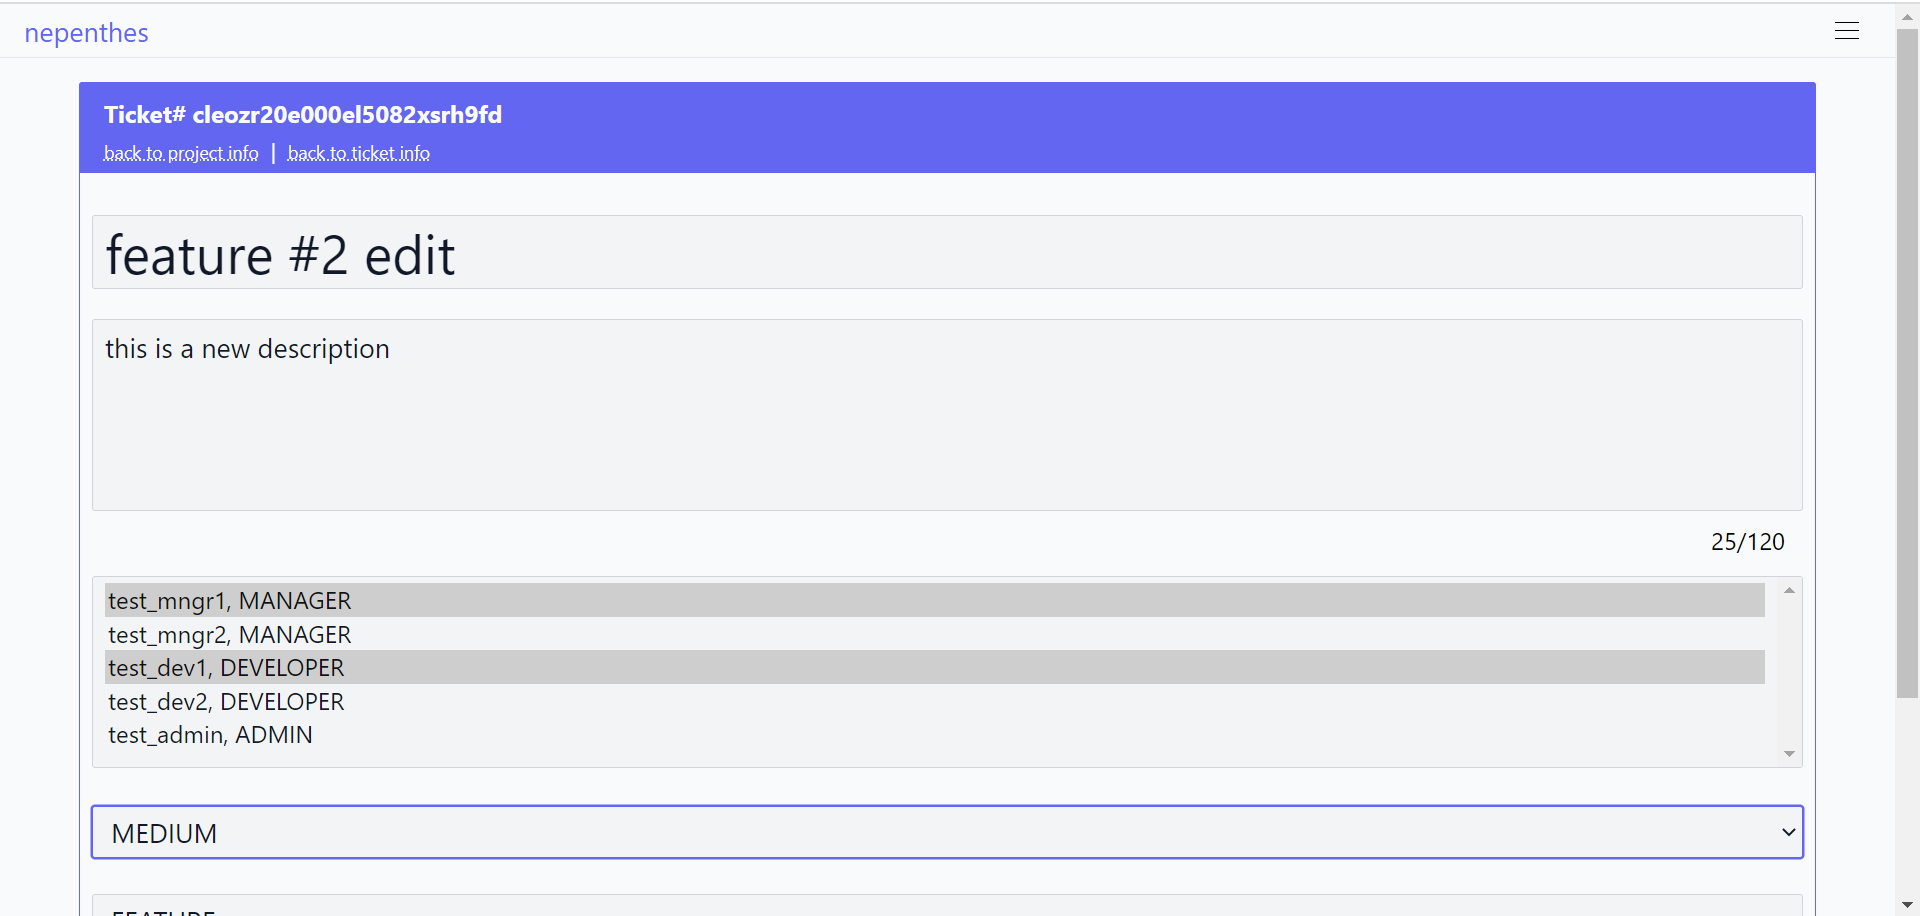 nepenthes
Ticket# cleozr20e000el5082xsrh9fd
back to project info | back to ticket info
feature #2 edit
this is a new description
25/120
test_mngr1, MANAGER
test_mngr2, MANAGER
test_dev1, DEVELOPER
test_dev2, DEVELOPER
test_admin, ADMIN
MEDIUM
FEATURE